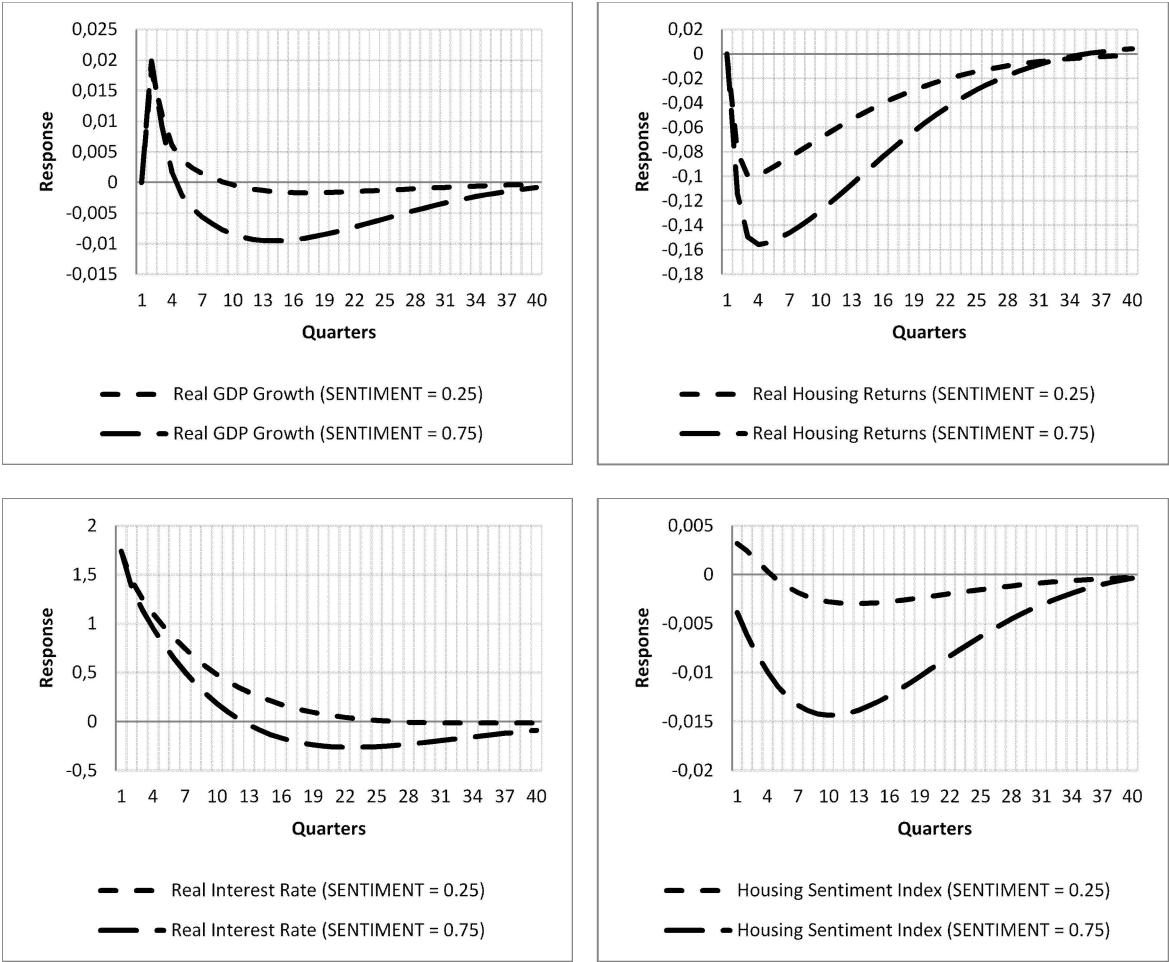 0,025
0,02
0,015
0,01
0,005
0
-0,005
-0,01
-0,015
Response
1 4 7 10 13 16 19 22 25 28 31 34 37 40
Quarters
Real GDP Growth (SENTIMENT = 0.25)
Real GDP Growth (SENTIMENT = 0.75)
0,02
0
-0,02
-0,04
-0,06
-0,08
-0,1
-0,12
-0,14
-0,16
-0,18
Response
1 4 7 10 13 16 19 22 25 28 31 34 37 40
Quarters
Real Housing Returns (SENTIMENT = 0.25)
Real Housing Returns (SENTIMENT = 0.75)
2
1,5
1
0,5
0
-0,5
Response
1 4 7 10 13 16 19 22 25 28 31 34 37 40
Quarters
Real Interest Rate (SENTIMENT = 0.25)
Real Interest Rate (SENTIMENT = 0.75)
0,005
0
-0,005
-0,01
-0,015
-0,02
Response
1 4 7 10 13 16 19 22 25 28 31 34 37 40
Quarters
Housing Sentiment Index (SENTIMENT = 0.25)
Housing Sentiment Index (SENTIMENT = 0.75)